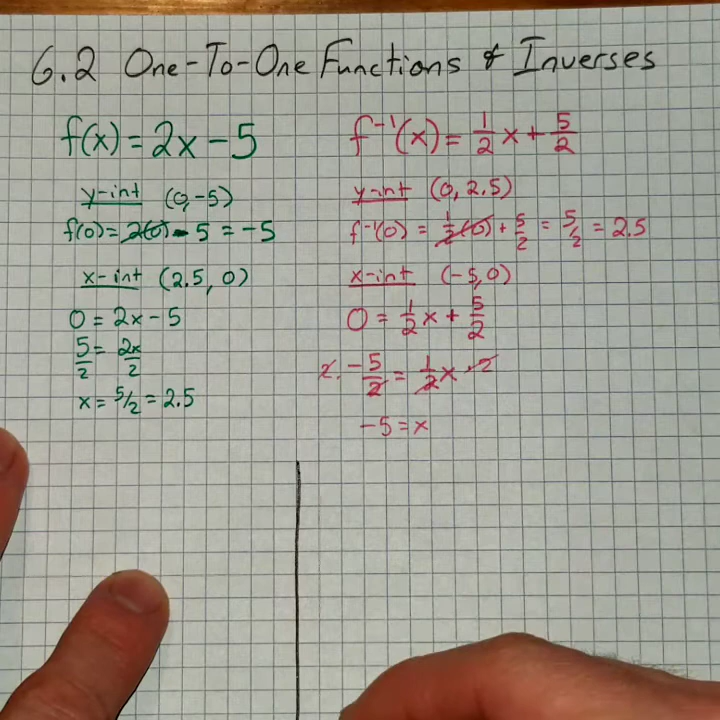 6.2 One-To-One Functions & Inverses
f(x) = 2x - 5
y-int (0,-5)
f(0) = 2(0) - 5 = -5
x-int (2.5, 0)
0 = 2x - 5
5/2 = 2x/2
x = 5/2 = 2.5
f⁻¹(x) = 1/2 x + 5/2
y-int (0, 2.5)
f⁻¹(0) = 1/2(0) + 5/2 = 5/2 = 2.5
x-int (-5, 0)
0 = 1/2 x + 5/2
2 · -5/2 = 1/2 x · 2
-5 = x